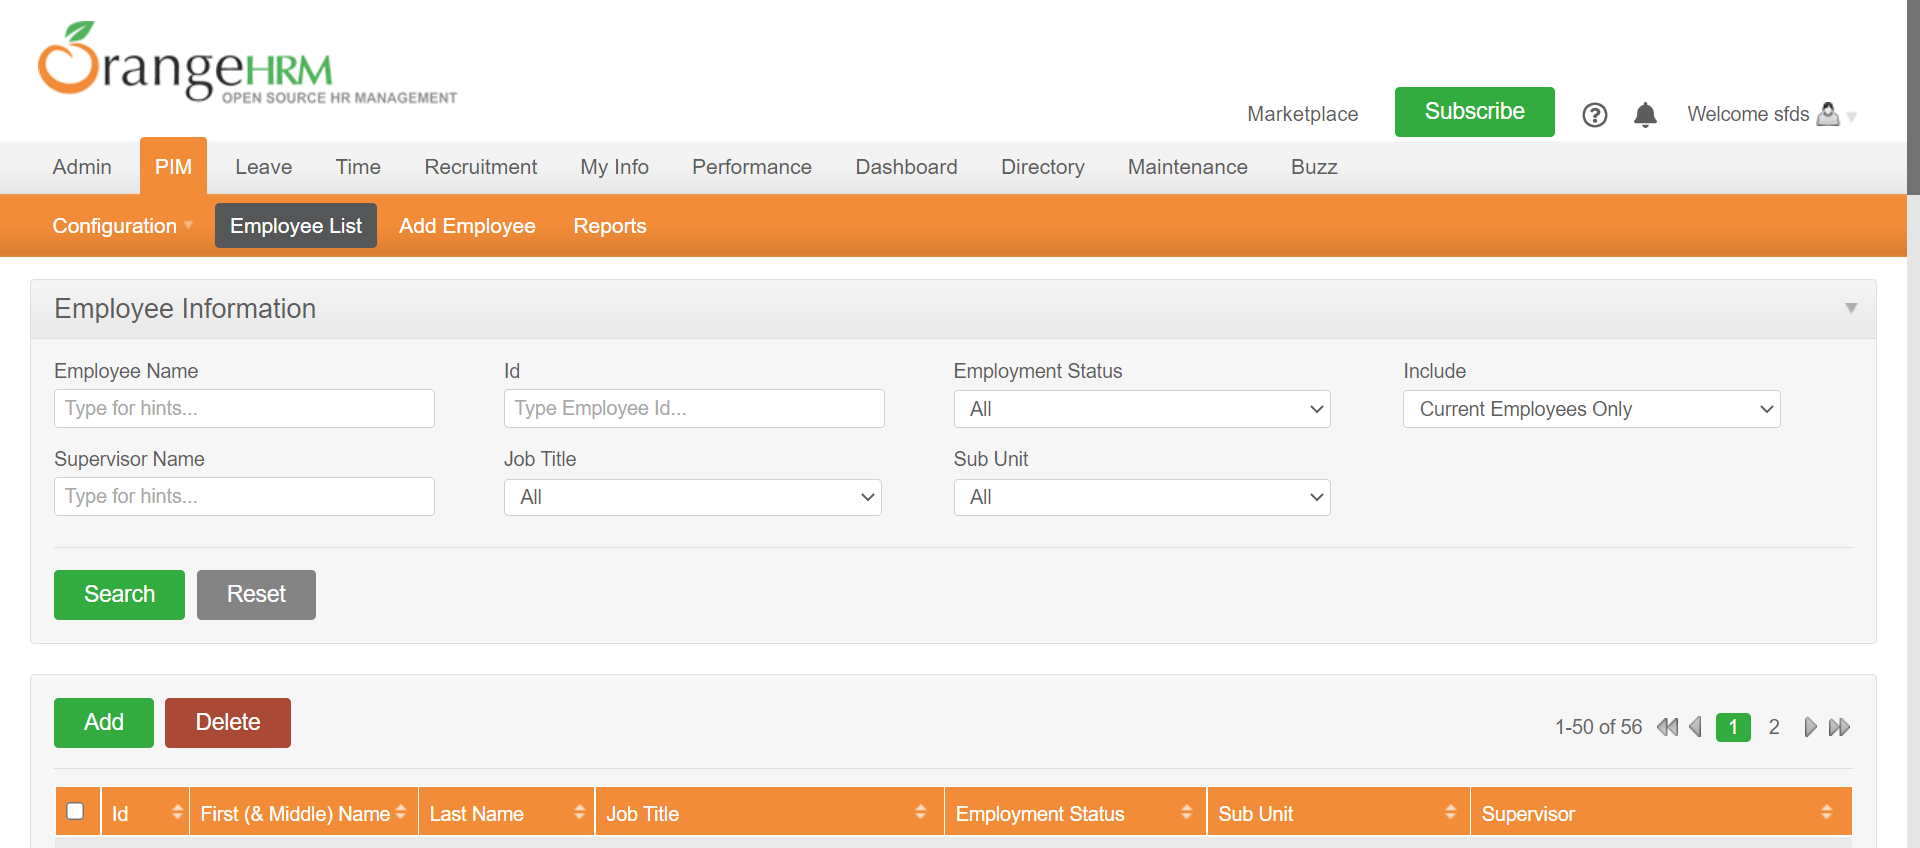 OrangeHRM
OPEN SOURCE HR MANAGEMENT
Marketplace Subscribe ? Welcome sfds
Admin PIM Leave Time Recruitment My Info Performance Dashboard Directory Maintenance Buzz
Configuration Employee List Add Employee Reports
Employee Information
Employee Name Id Employment Status Include
Type for hints... Type Employee Id... All Current Employees Only
Supervisor Name Job Title Sub Unit
Type for hints... All All
Search Reset
Add Delete
1-50 of 56 1 2
Id First (& Middle) Name Last Name Job Title Employment Status Sub Unit Supervisor